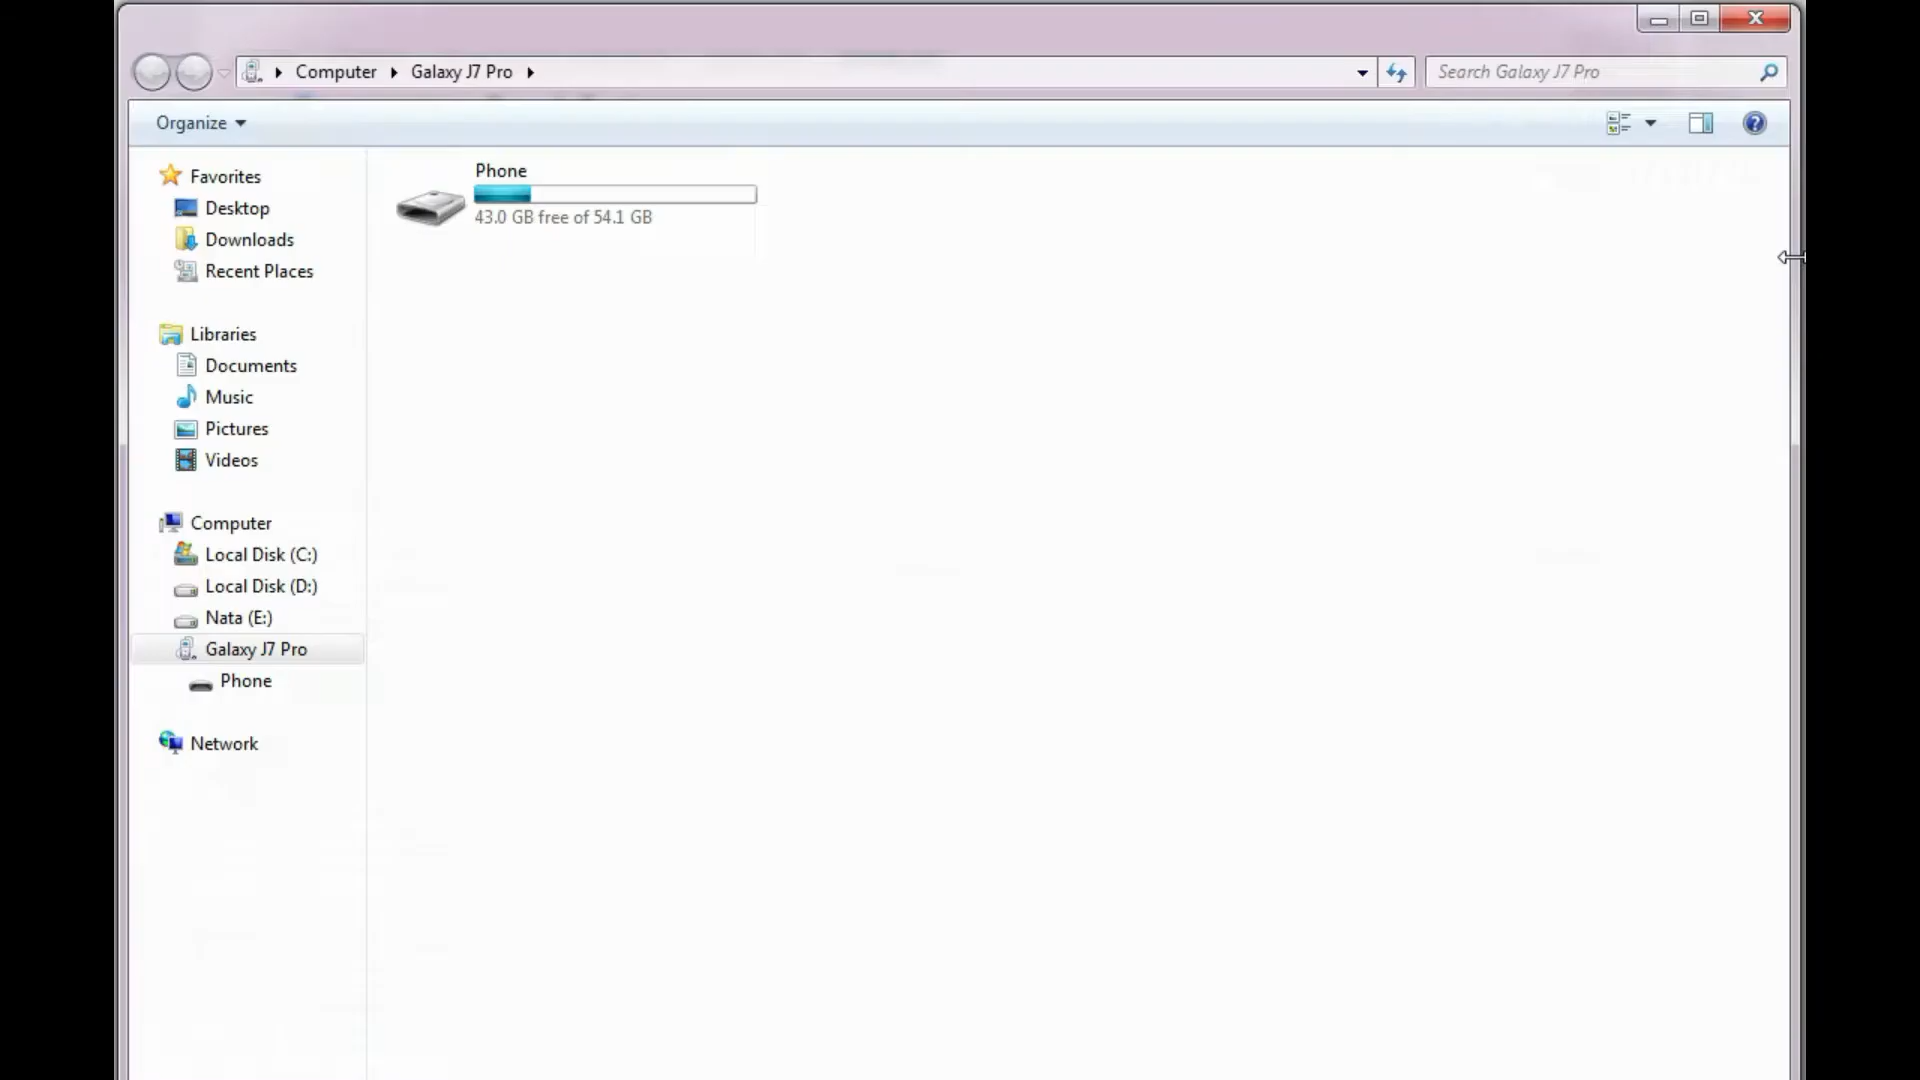 Computer Galaxy J7 Pro
Search Galaxy J7 Pro
Organize
Favorites
Desktop
Downloads
Recent Places
Libraries
Documents
Music
Pictures
Videos
Computer
Local Disk (C:)
Local Disk (D:)
Nata (E:)
Galaxy J7 Pro
Phone
Network
Phone
43.0 GB free of 54.1 GB